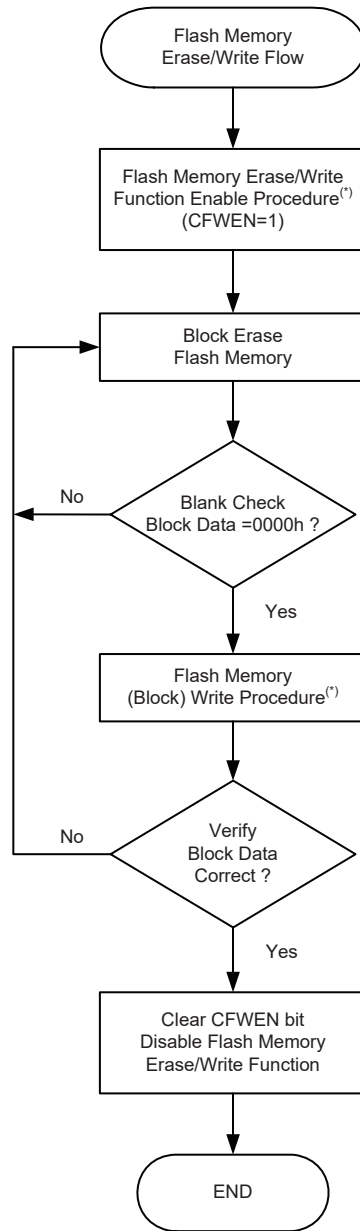 Flash Memory
Erase/Write Flow
Flash Memory Erase/Write
Function Enable Procedure(*)
(CFWEN=1)
Block Erase
Flash Memory
No
Blank Check
Block Data =0000h ?
Yes
Flash Memory
(Block) Write Procedure(*)
No
Verify
Block Data
Correct ?
Yes
Clear CFWEN bit
Disable Flash Memory
Erase/Write Function
END